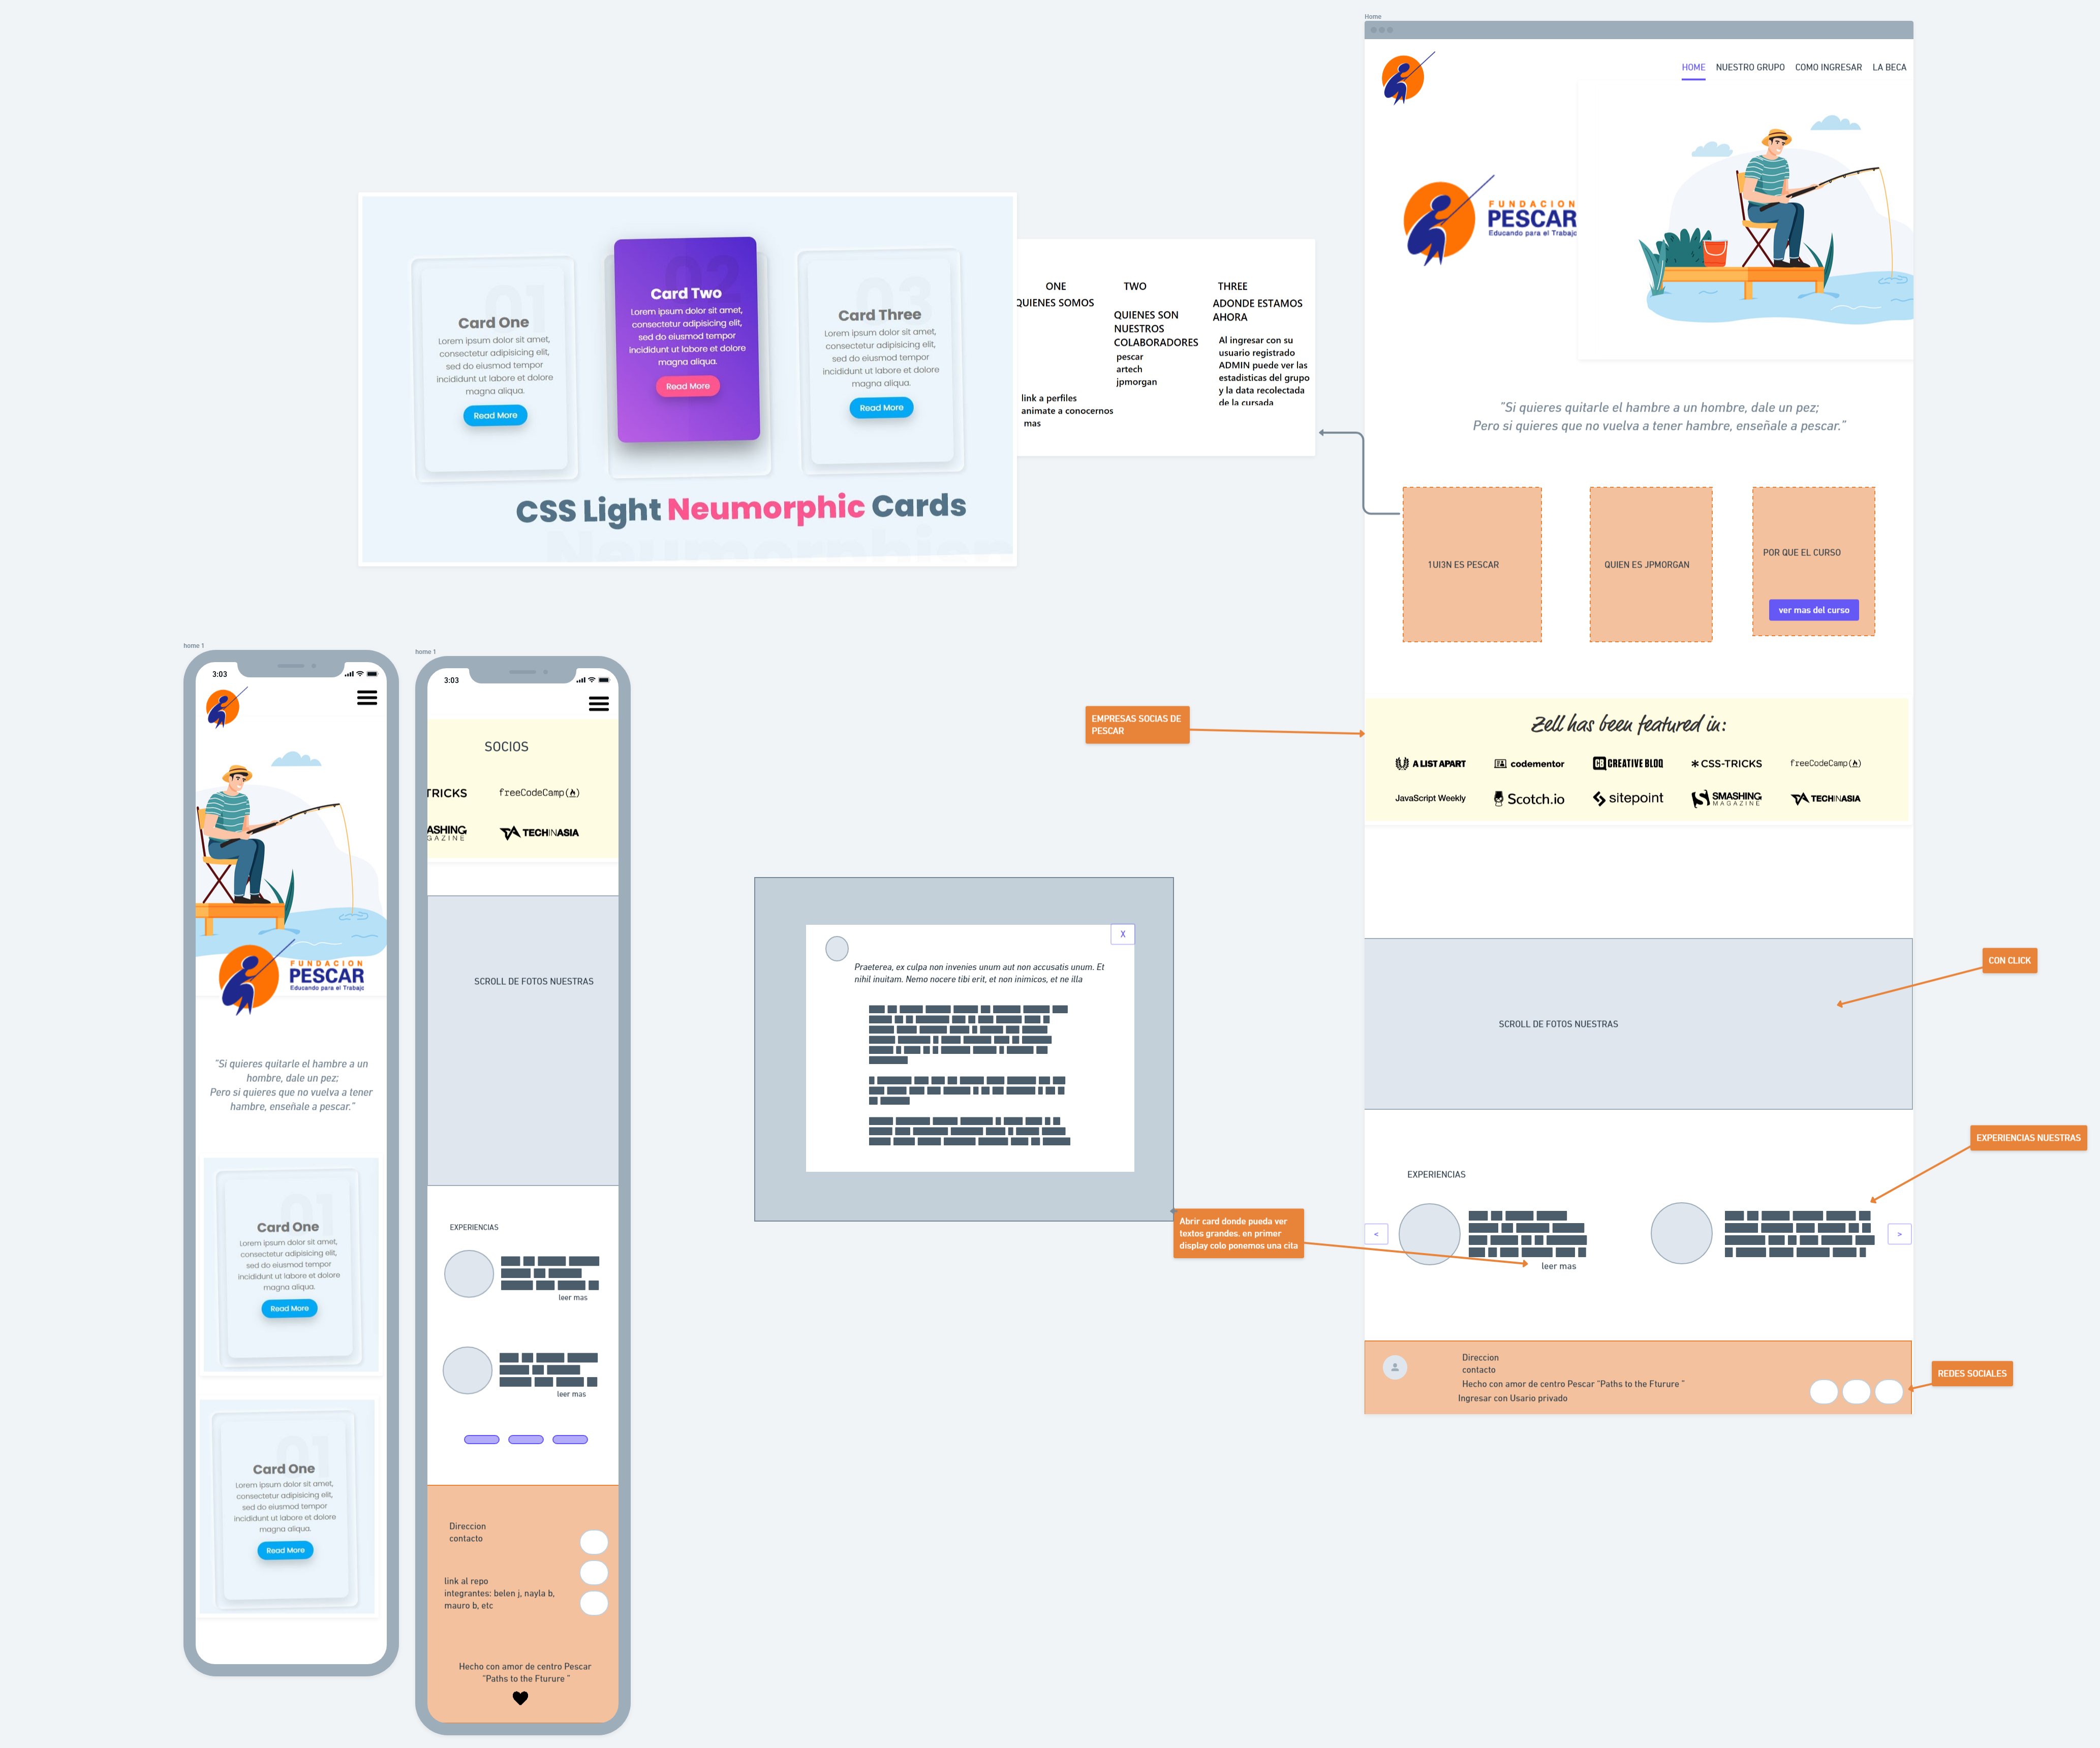 Home
HOME NUESTRO GRUPO COMO INGRESAR LA BECA
FUNDACION
PESCAR
Educando para el Trabajo
"Si quieres quitarle el hambre a un hombre, dale un pez;
Pero si quieres que no vuelva a tener hambre, enseñale a pescar."
1UI3N ES PESCAR
QUIEN ES JPMORGAN
POR QUE EL CURSO
ver mas del curso
EMPRESAS SOCIAS DE
PESCAR
Zell has been featured in:
A LIST APART
codementor
CB CREATIVE BLOQ
CSS-TRICKS
freeCodeCamp
JavaScript Weekly
Scotch.io
sitepoint
SMASHING
MAGAZINE
TECHINASIA
CON CLICK
SCROLL DE FOTOS NUESTRAS
EXPERIENCIAS NUESTRAS
EXPERIENCIAS
<
leer mas
>
Direccion
contacto
Hecho con amor de centro Pescar "Paths to the Fturure "
Ingresar con Usario privado
REDES SOCIALES
01
Card One
Lorem ipsum dolor sit amet,
consectetur adipisicing elit,
sed do eiusmod tempor
incididunt ut labore et dolore
magna aliqua.
Read More
02
Card Two
Lorem ipsum dolor sit amet,
consectetur adipisicing elit,
sed do eiusmod tempor
incididunt ut labore et dolore
magna aliqua.
Read More
03
Card Three
Lorem ipsum dolor sit amet,
consectetur adipisicing elit,
sed do eiusmod tempor
incididunt ut labore et dolore
magna aliqua.
Read More
CSS Light Neumorphic Cards
ONE
QUIENES SOMOS
link a perfiles
animate a conocernos
mas
TWO
QUIENES SON
NUESTROS
COLABORADORES
pescar
artech
jpmorgan
THREE
ADONDE ESTAMOS
AHORA
Al ingresar con su
usuario registrado
ADMIN puede ver las
estadisticas del grupo
y la data recolectada
de la cursada
home 1
3:03
FUNDACION
PESCAR
Educando para el Trabajo
"Si quieres quitarle el hambre a un
hombre, dale un pez;
Pero si quieres que no vuelva a tener
hambre, enseñale a pescar."
01
Card One
Lorem ipsum dolor sit amet,
consectetur adipisicing elit,
sed do eiusmod tempor
incididunt ut labore et dolore
magna aliqua.
Read More
01
Card One
Lorem ipsum dolor sit amet,
consectetur adipisicing elit,
sed do eiusmod tempor
incididunt ut labore et dolore
magna aliqua.
Read More
home 1
3:03
SOCIOS
TRICKS
freeCodeCamp
ASHING
GAZINE
TECHINASIA
SCROLL DE FOTOS NUESTRAS
EXPERIENCIAS
leer mas
leer mas
Direccion
contacto
link al repo
integrantes: belen j, nayla b,
mauro b, etc
Hecho con amor de centro Pescar
"Paths to the Fturure "
X
Praeterea, ex culpa non invenies unum aut non accusatis unum. Et
nihil inuitam. Nemo nocere tibi erit, et non inimicos, et ne illa
Abrir card donde pueda ver
textos grandes. en primer
display colo ponemos una cita